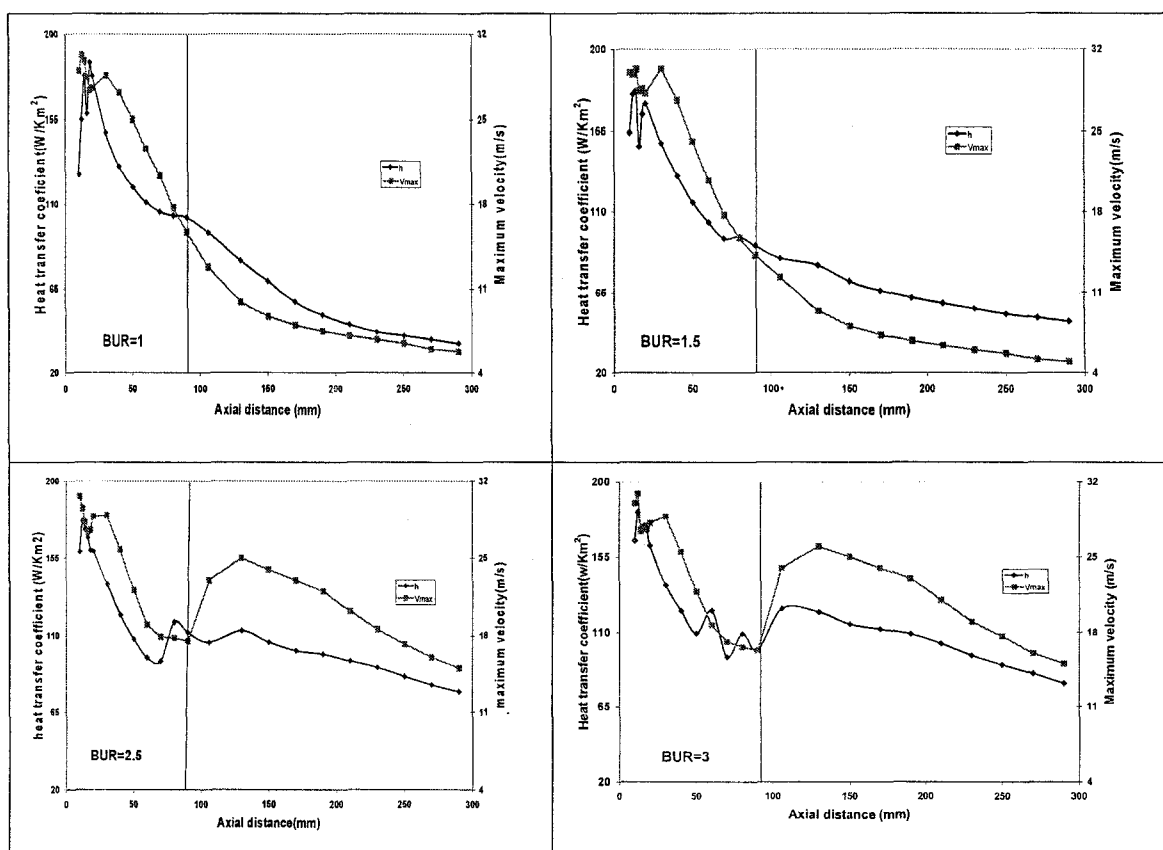 200
155
110
65
20
Heat transfer coeficient(W/Km²)
32
25
18
11
4
Maximum velocity(m/s)
h
Vmax
BUR=1
0
50
100
150
200
250
300
Axial distance (mm)
200
166
110
66
20
Heat transfer coeficient (W/Km²)
32
25
18
11
4
Maximum velocity(m/s)
h
Vmax
BUR=1.5
0
50
100
150
200
250
300
Axial distance (mm)
200
155
110
65
20
heat transfer coeficient (W/Km2)
32
25
18
11
4
maximum velocity(m/s)
h
Vmax
BUR=2.5
0
50
100
150
200
250
300
Axial distance(mm)
200
155
110
65
20
Heat transfer coeficient(w/Km²)
32
25
18
11
4
Maximum velocity (m/s)
h
Vmax
BUR=3
0
50
100
150
200
250
300
Axial distance (mm)